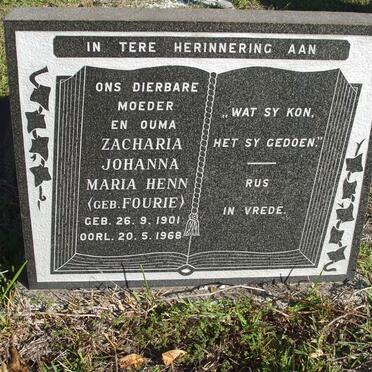 IN TERE HERINNERING AAN
ONS DIERBARE
MOEDER
EN OUMA
ZACHARIA
JOHANNA
MARIA HENN
(GEB. FOURIE)
GEB. 26. 9. 1901
OORL. 20. 5. 1968
„WAT SY KON,
HET SY GEDOEN."
RUS
IN VREDE.